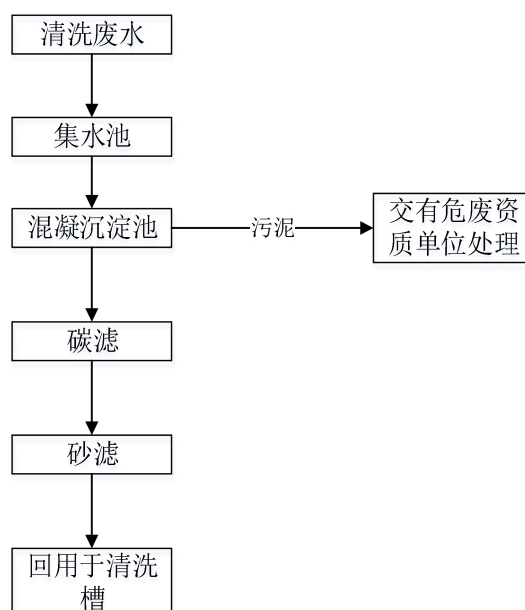 清洗废水
集水池
混凝沉淀池
污泥
交有危废资
质单位处理
碳滤
砂滤
回用于清洗
槽